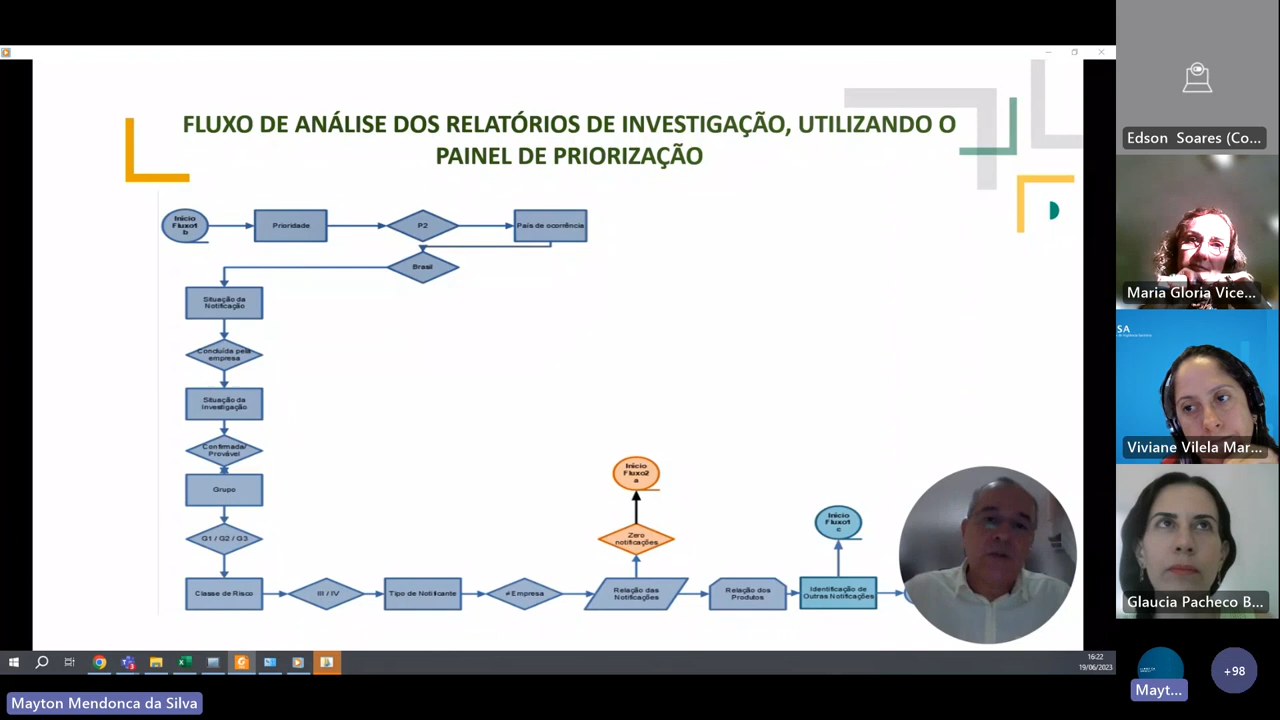 FLUXO DE ANÁLISE DOS RELATÓRIOS DE INVESTIGAÇÃO, UTILIZANDO O
PAINEL DE PRIORIZAÇÃO
Início
Fluxo1
b
Prioridade
P2
País de ocorrência
Brasil
Situação da
Notificação
Concluída pela
empresa
Situação da
Investigação
Confirmada/
Provável
Grupo
G1 / G2 / G3
Classe de Risco
III / IV
Tipo de Notificante
≠ Empresa
Relação das
Notificações
Zero
notificações
Início
Fluxo2
a
Relação dos
Produtos
Identificação de
Outras Notificações
Início
Fluxo1
c
16:22
19/06/2023
Mayton Mendonca da Silva
Edson Soares (Co...
Maria Gloria Vice...
SA
Viviane Vilela Mar...
Glaucia Pacheco B...
Mayt...
+98